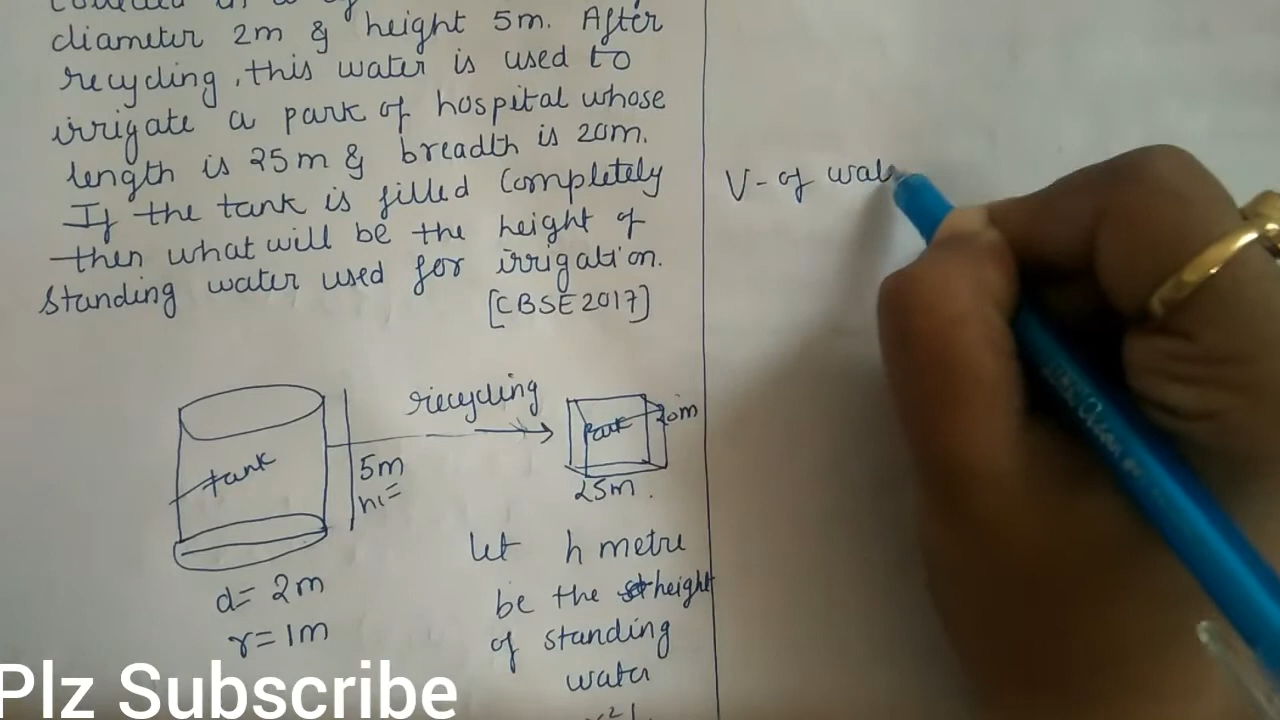 diameter 2m & height 5m. After
recycling, this water is used to
irrigate a park of hospital whose
length is 25m & breadth is 20m.
If the tank is filled completely
then what will be the height of
standing water used for irrigation.
[CBSE 2017]
recycling
tank
5m
h1=
park
20m
25m.
d= 2m
r= 1m
let h metre
be the height
of standing
water
V- of wat
Plz Subscribe